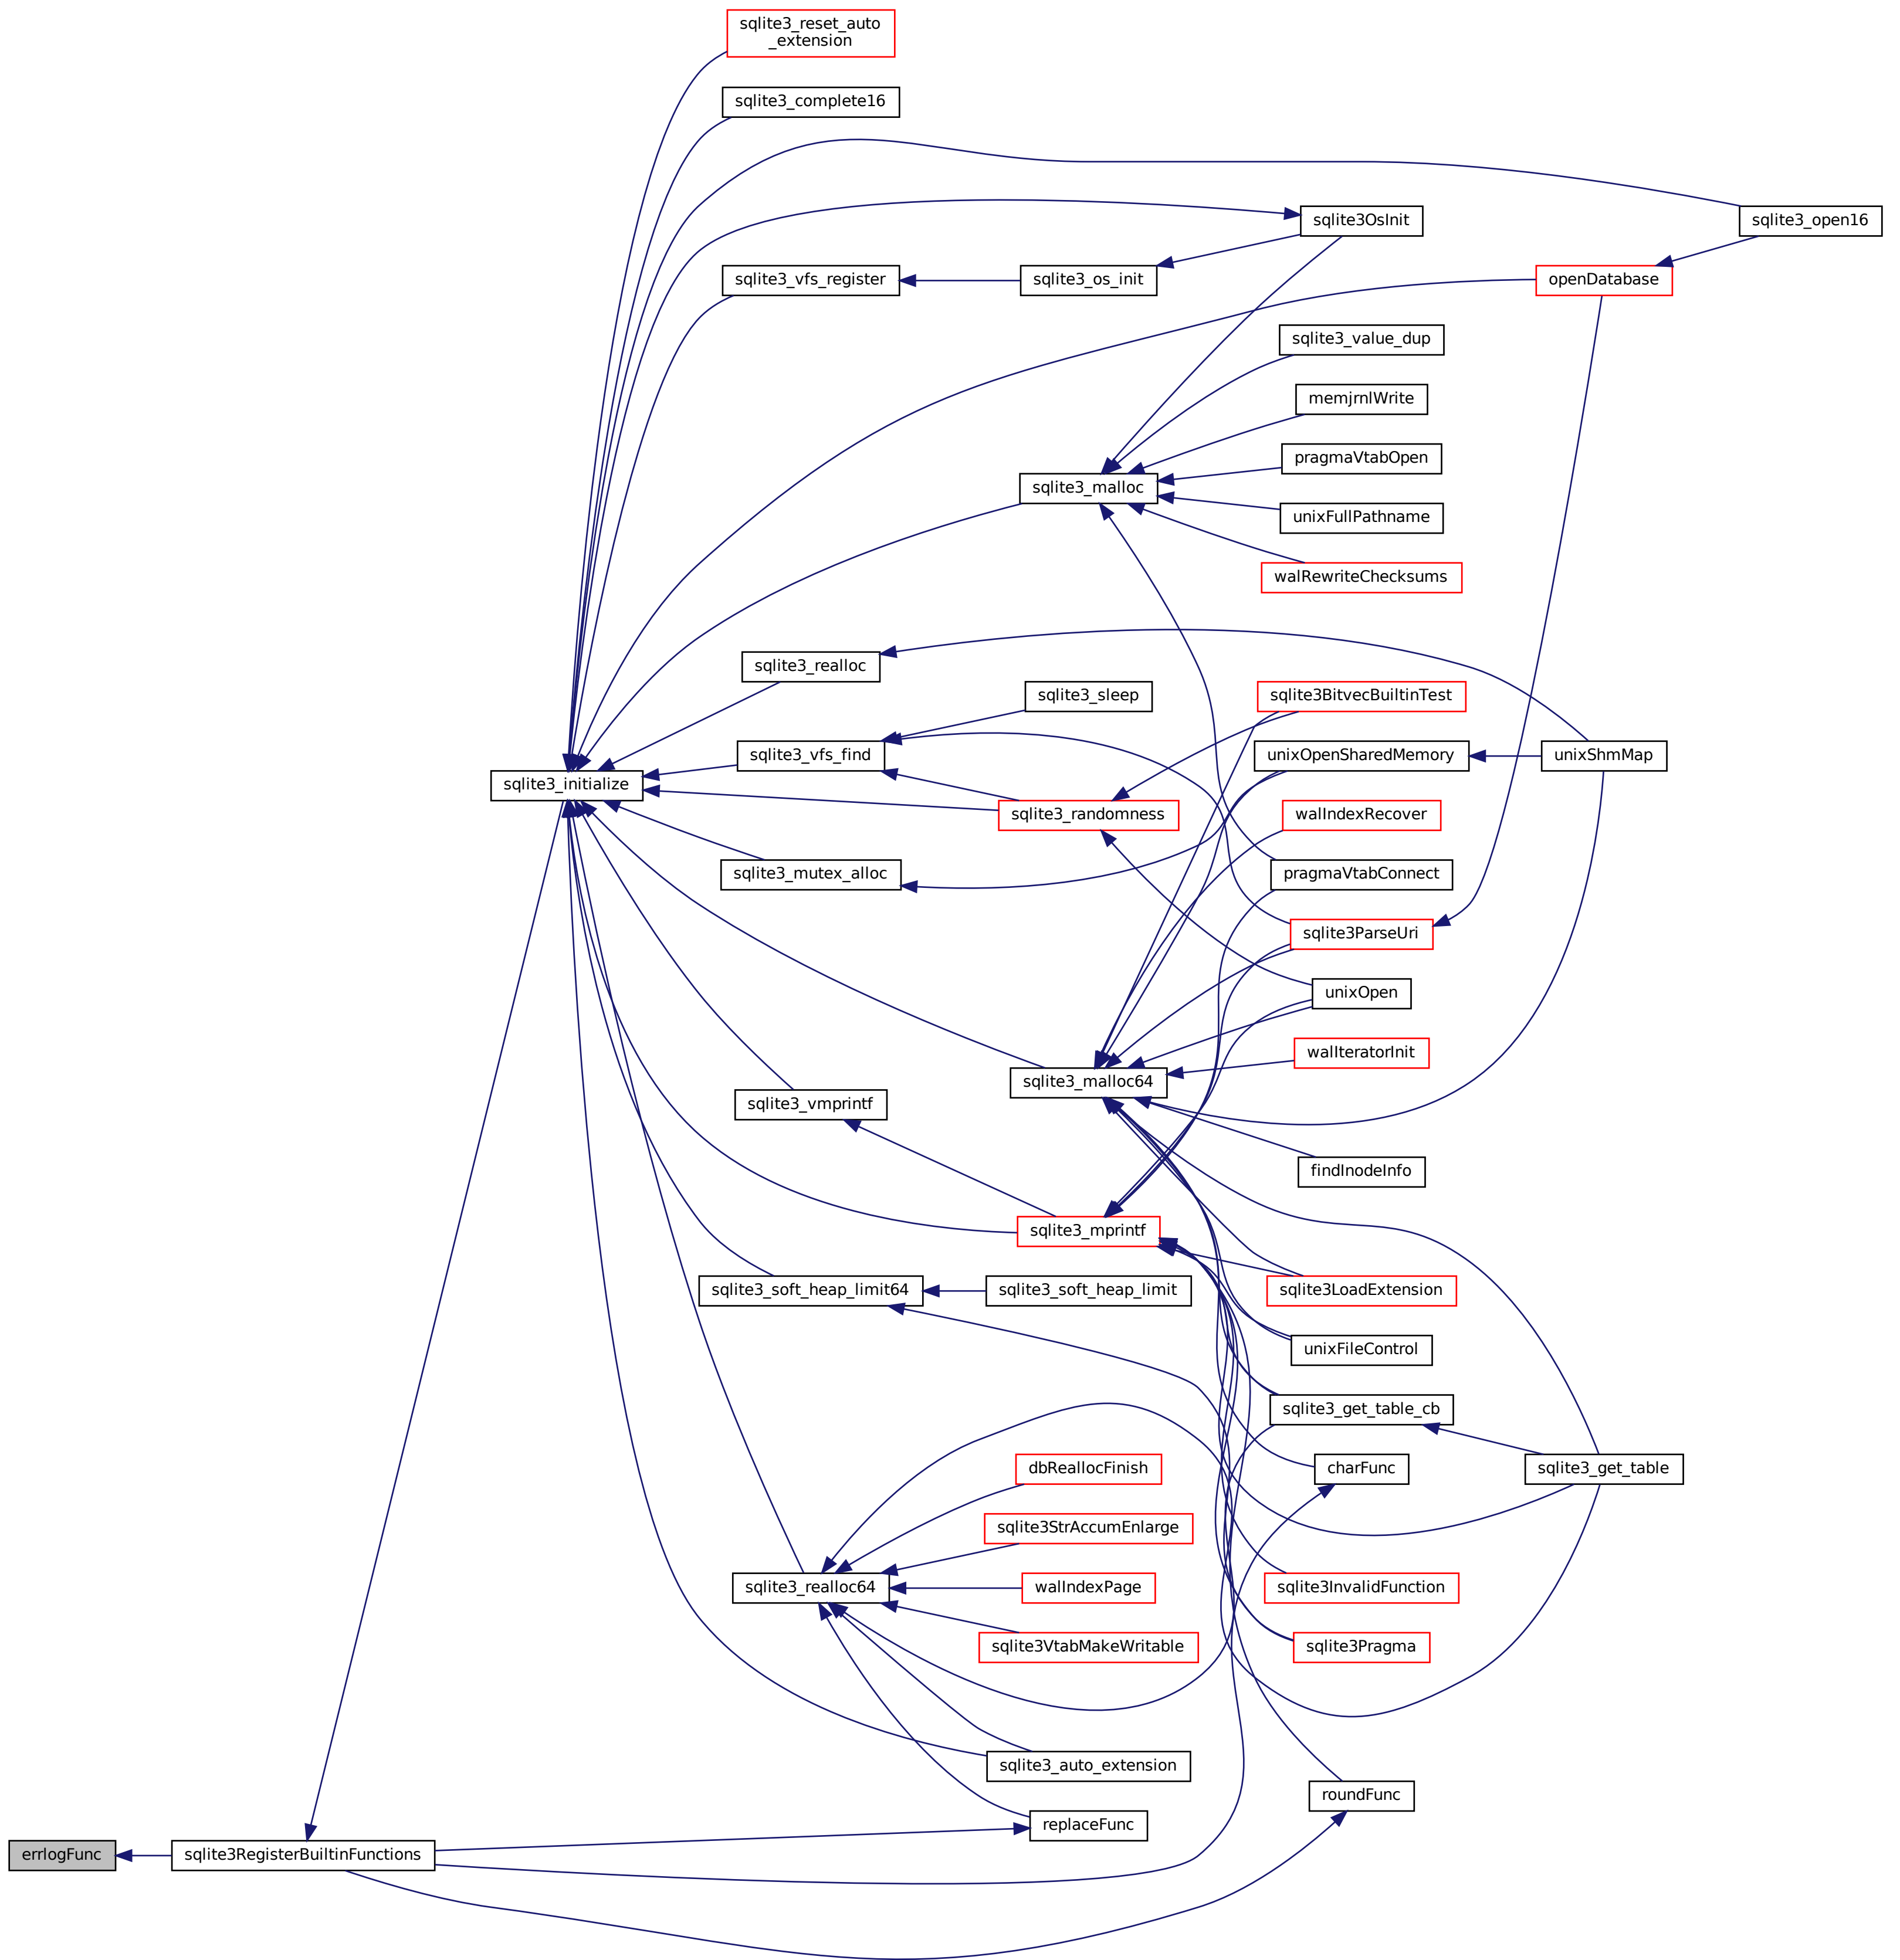 sqlite3_reset_auto
_extension
sqlite3_complete16
sqlite3OsInit
sqlite3_open16
sqlite3_vfs_register
sqlite3_os_init
openDatabase
sqlite3_value_dup
memjrnlWrite
pragmaVtabOpen
sqlite3_malloc
unixFullPathname
walRewriteChecksums
sqlite3_realloc
sqlite3_sleep
sqlite3BitvecBuiltinTest
sqlite3_vfs_find
unixOpenSharedMemory
unixShmMap
sqlite3_initialize
sqlite3_randomness
walIndexRecover
sqlite3_mutex_alloc
pragmaVtabConnect
sqlite3ParseUri
unixOpen
walIteratorInit
sqlite3_malloc64
sqlite3_vmprintf
findInodeInfo
sqlite3_mprintf
sqlite3_soft_heap_limit64
sqlite3_soft_heap_limit
sqlite3LoadExtension
unixFileControl
sqlite3_get_table_cb
dbReallocFinish
charFunc
sqlite3_get_table
sqlite3StrAccumEnlarge
sqlite3_realloc64
walIndexPage
sqlite3InvalidFunction
sqlite3VtabMakeWritable
sqlite3Pragma
sqlite3_auto_extension
roundFunc
replaceFunc
errlogFunc
sqlite3RegisterBuiltinFunctions